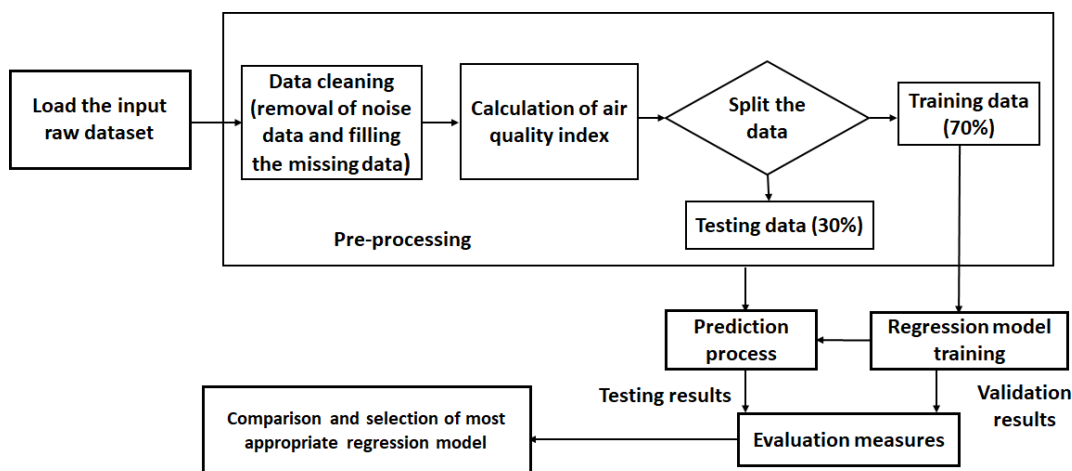 Load the input
raw dataset
Data cleaning
(removal of noise
data and filling
the missing data)
Calculation of air
quality index
Split the
data
Training data
(70%)
Testing data (30%)
Pre-processing
Prediction
process
Regression model
training
Testing results
Validation
results
Evaluation measures
Comparison and selection of most
appropriate regression model